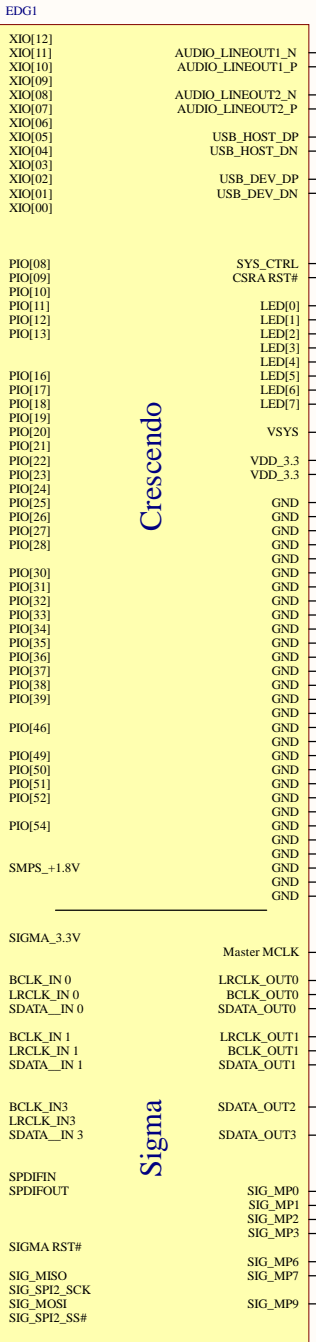 EDG1
XIO[12]
XIO[11] AUDIO_LINEOUT1_N
XIO[10] AUDIO_LINEOUT1_P
XIO[09]
XIO[08] AUDIO_LINEOUT2_N
XIO[07] AUDIO_LINEOUT2_P
XIO[06]
XIO[05] USB_HOST_DP
XIO[04] USB_HOST_DN
XIO[03]
XIO[02] USB_DEV_DP
XIO[01] USB_DEV_DN
XIO[00]
PIO[08] SYS_CTRL
PIO[09] CSRA RST#
PIO[10]
PIO[11] LED[0]
PIO[12] LED[1]
PIO[13] LED[2]
LED[3]
LED[4]
PIO[16] LED[5]
PIO[17] LED[6]
PIO[18] LED[7]
PIO[19]
PIO[20] VSYS
PIO[21]
PIO[22] VDD_3.3
PIO[23] VDD_3.3
PIO[24]
PIO[25] GND
PIO[26] GND
PIO[27] GND
PIO[28] GND
GND
PIO[30] GND
PIO[31] GND
PIO[32] GND
PIO[33] GND
PIO[34] GND
PIO[35] GND
PIO[36] GND
PIO[37] GND
PIO[38] GND
PIO[39] GND
GND
PIO[46] GND
GND
PIO[49] GND
PIO[50] GND
PIO[51] GND
PIO[52] GND
GND
PIO[54] GND
GND
GND
SMPS_+1.8V GND
GND
GND
Crescendo
SIGMA_3.3V
Master MCLK
BCLK_IN 0 LRCLK_OUT0
LRCLK_IN 0 BCLK_OUT0
SDATA__IN 0 SDATA_OUT0
BCLK_IN 1 LRCLK_OUT1
LRCLK_IN 1 BCLK_OUT1
SDATA__IN 1 SDATA_OUT1
BCLK_IN3 SDATA_OUT2
LRCLK_IN3
SDATA__IN 3 SDATA_OUT3
Sigma
SPDIFIN
SPDIFOUT SIG_MP0
SIG_MP1
SIG_MP2
SIG_MP3
SIGMA RST#
SIG_MP6
SIG_MISO SIG_MP7
SIG_SPI2_SCK
SIG_MOSI SIG_MP9
SIG_SPI2_SS#